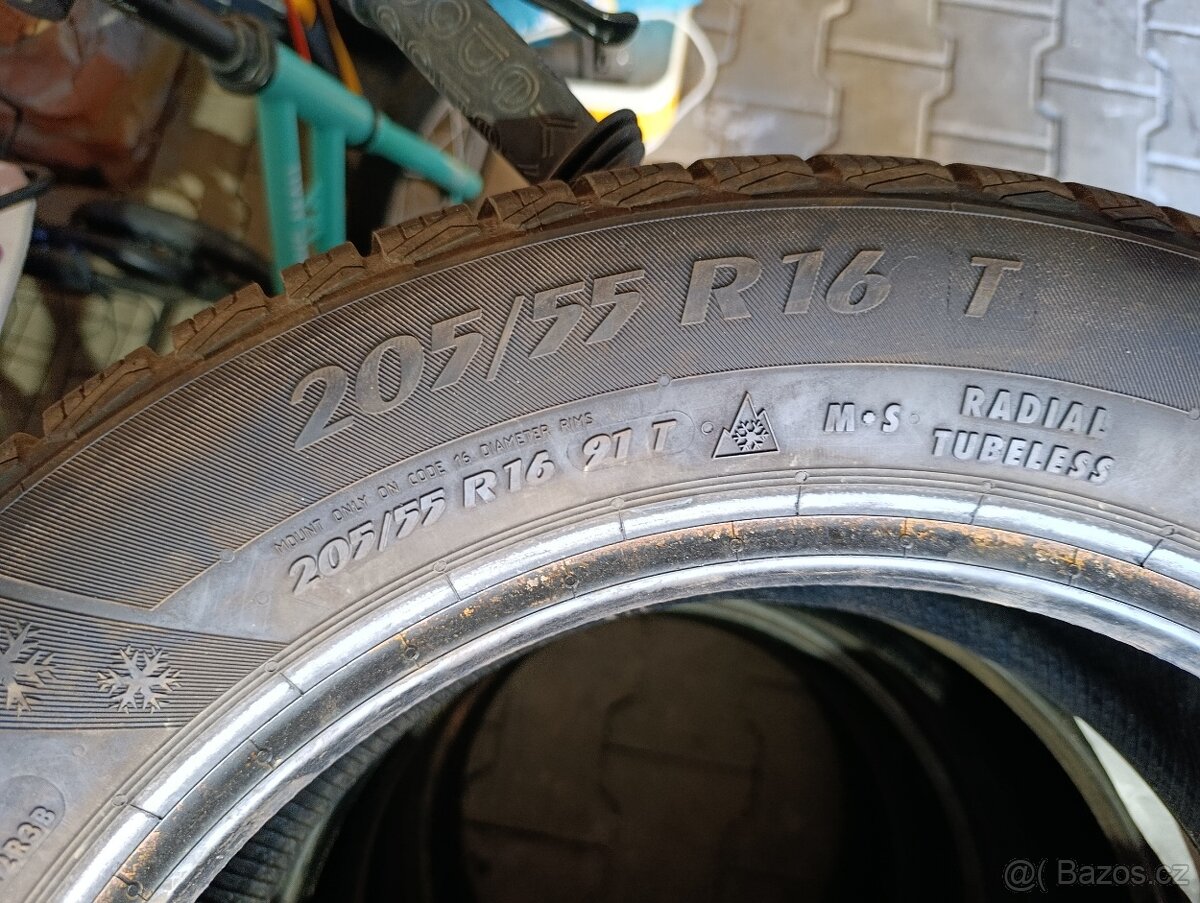 205/55 R16 T
MOUNT ONLY ON CODE 16 DIAMETER RIMS
205/55 R16 91 T
M•S
RADIAL
TUBELESS
@( Bazos.cz